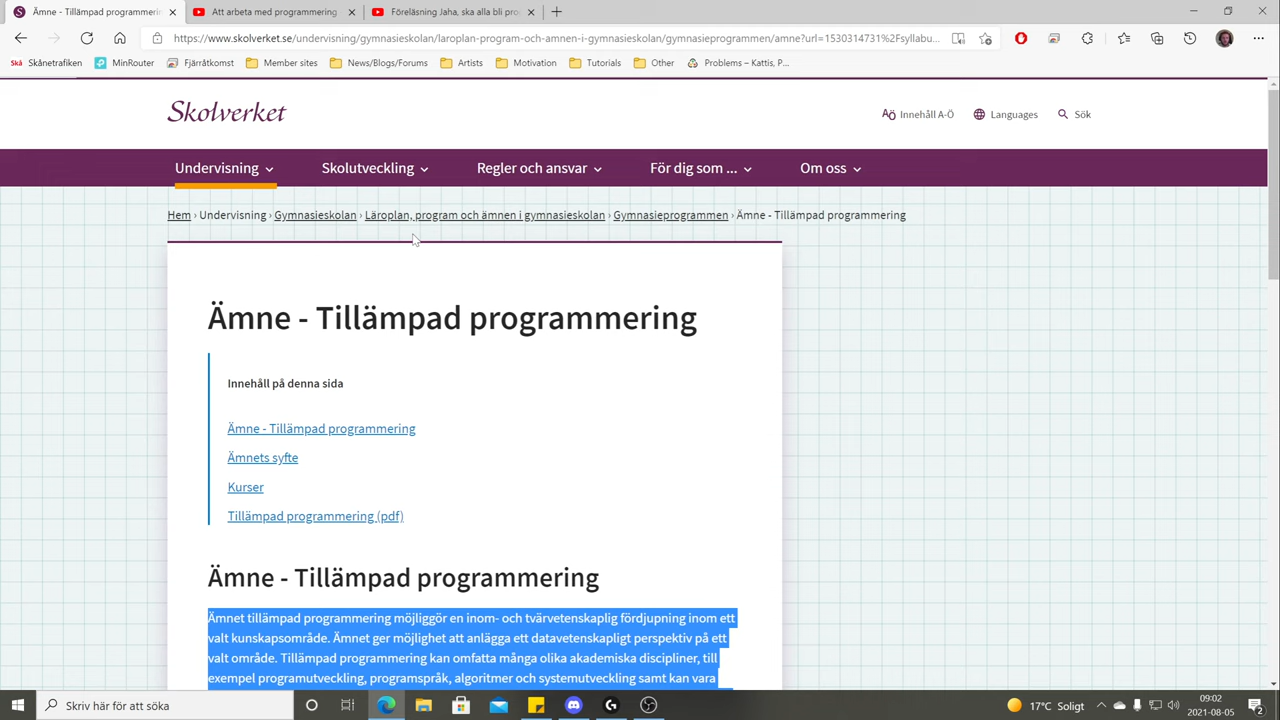 Ämne - Tillämpad programmerin
Att arbeta med programmering
Föreläsning Jaha, ska alla bli pro
https://www.skolverket.se/undervisning/gymnasieskolan/laroplan-program-och-amnen-i-gymnasieskolan/gymnasieprogrammen/amne?url=1530314731%2Fsyllabu...
Skå Skånetrafiken
MinRouter
Fjärråtkomst
Member sites
News/Blogs/Forums
Artists
Motivation
Tutorials
Other
Problems – Kattis, P...
Skolverket
AÖ Innehåll A-Ö
Languages
Sök
Undervisning
Skolutveckling
Regler och ansvar
För dig som ...
Om oss
Hem › Undervisning › Gymnasieskolan › Läroplan, program och ämnen i gymnasieskolan › Gymnasieprogrammen › Ämne - Tillämpad programmering
Ämne - Tillämpad programmering
Innehåll på denna sida
Ämne - Tillämpad programmering
Ämnets syfte
Kurser
Tillämpad programmering (pdf)
Ämne - Tillämpad programmering
Ämnet tillämpad programmering möjliggör en inom- och tvärvetenskaplig fördjupning inom ett
valt kunskapsområde. Ämnet ger möjlighet att anlägga ett datavetenskapligt perspektiv på ett
valt område. Tillämpad programmering kan omfatta många olika akademiska discipliner, till
exempel programutveckling, programspråk, algoritmer och systemutveckling samt kan vara
Skriv här för att söka
17°C Soligt
09:02
2021-08-05
2